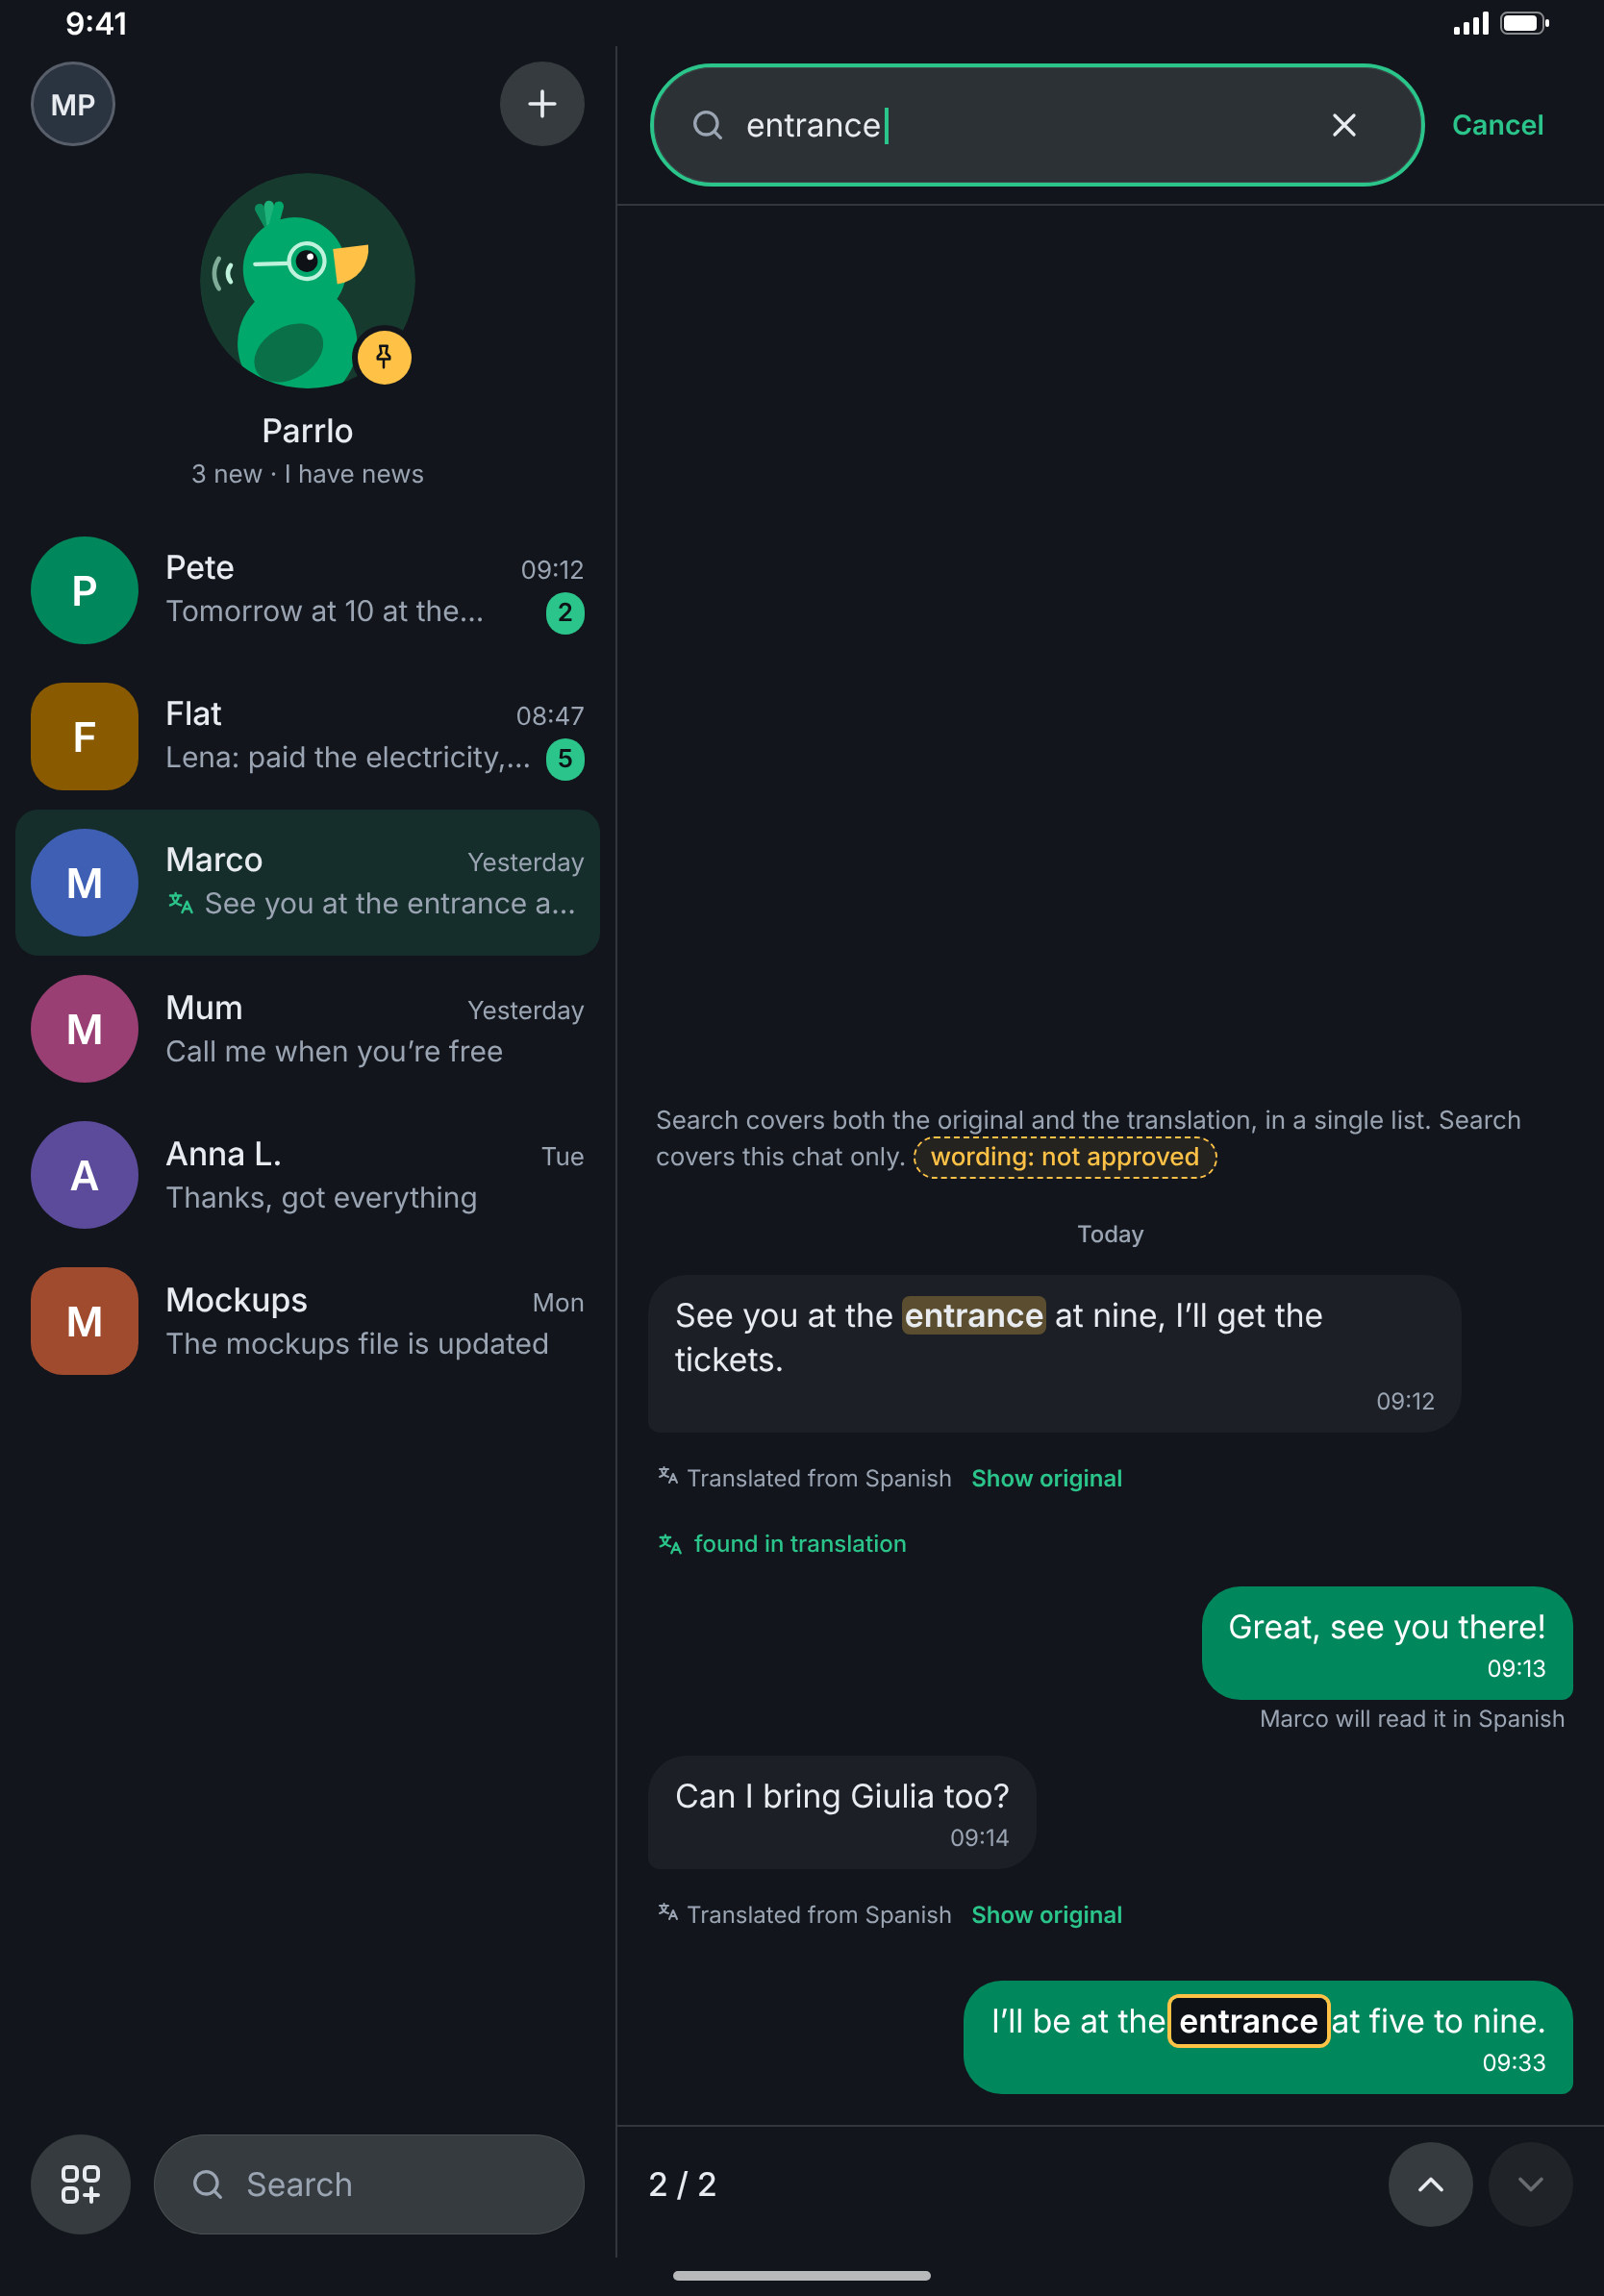 9:41
MP
Parrlo
3 new · I have news
P
Pete
09:12
Tomorrow at 10 at the...
2
F
Flat
08:47
Lena: paid the electricity,...
5
M
Marco
Yesterday
See you at the entrance a...
M
Mum
Yesterday
Call me when you’re free
A
Anna L.
Tue
Thanks, got everything
M
Mockups
Mon
The mockups file is updated
Search
entrance
Cancel
Search covers both the original and the translation, in a single list. Search
covers this chat only. wording: not approved
Today
See you at the entrance at nine, I’ll get the
tickets.
09:12
Translated from Spanish Show original
found in translation
Great, see you there!
09:13
Marco will read it in Spanish
Can I bring Giulia too?
09:14
Translated from Spanish Show original
I’ll be at the entrance at five to nine.
09:33
2 / 2